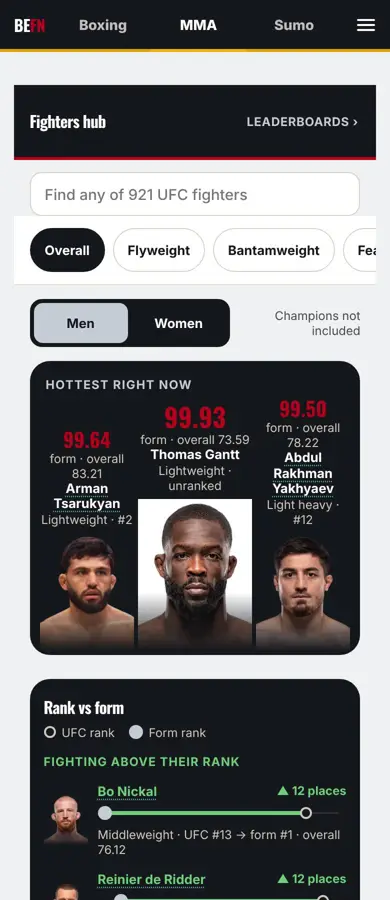 BEFN Boxing MMA Sumo
Fighters hub LEADERBOARDS ›
Find any of 921 UFC fighters
Overall Flyweight Bantamweight Fea
Men Women Champions not
included
HOTTEST RIGHT NOW
99.64
form · overall
83.21
Arman
Tsarukyan
Lightweight · #2
99.93
form · overall 73.59
Thomas Gantt
Lightweight ·
unranked
99.50
form · overall
78.22
Abdul
Rakhman
Yakhyaev
Light heavy ·
#12
Rank vs form
UFC rank Form rank
FIGHTING ABOVE THEIR RANK
Bo Nickal ▲ 12 places
Middleweight · UFC #13 → form #1 · overall
76.12
Reinier de Ridder ▲ 12 places